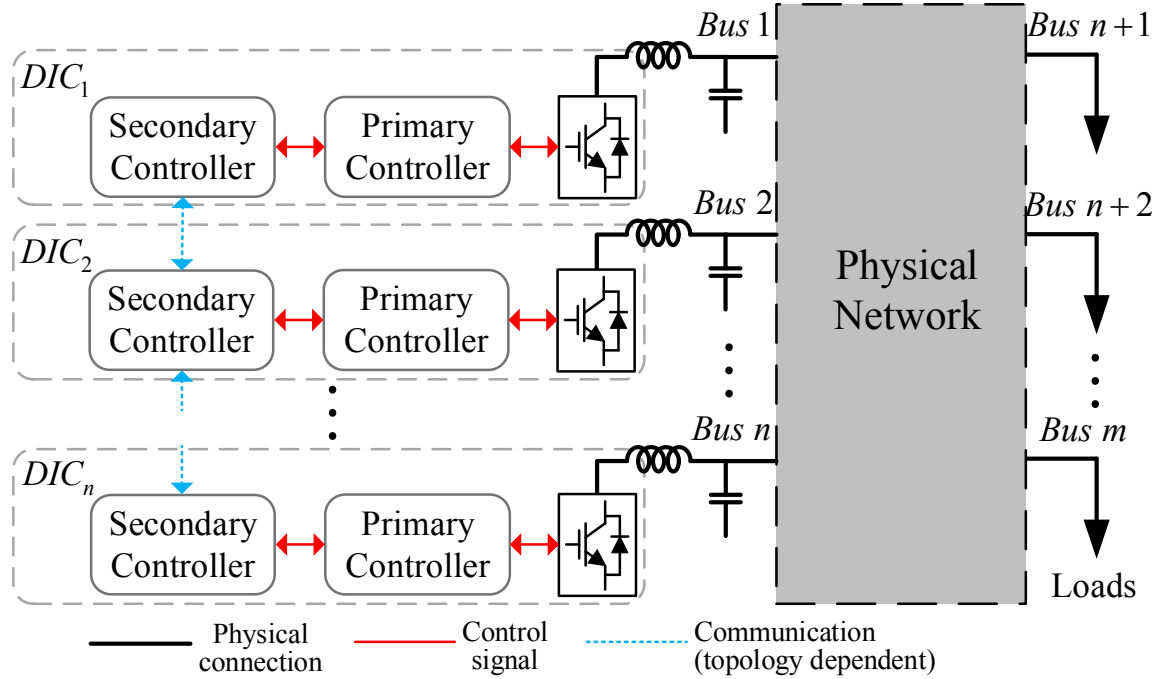 Bus 1
Bus n+1
DIC₁
Secondary
Controller
Primary
Controller
Bus 2
Bus n+2
DIC₂
Secondary
Controller
Primary
Controller
Physical
Network
Bus n
Bus m
DICₙ
Secondary
Controller
Primary
Controller
Loads
Physical
connection
Control
signal
Communication
(topology dependent)